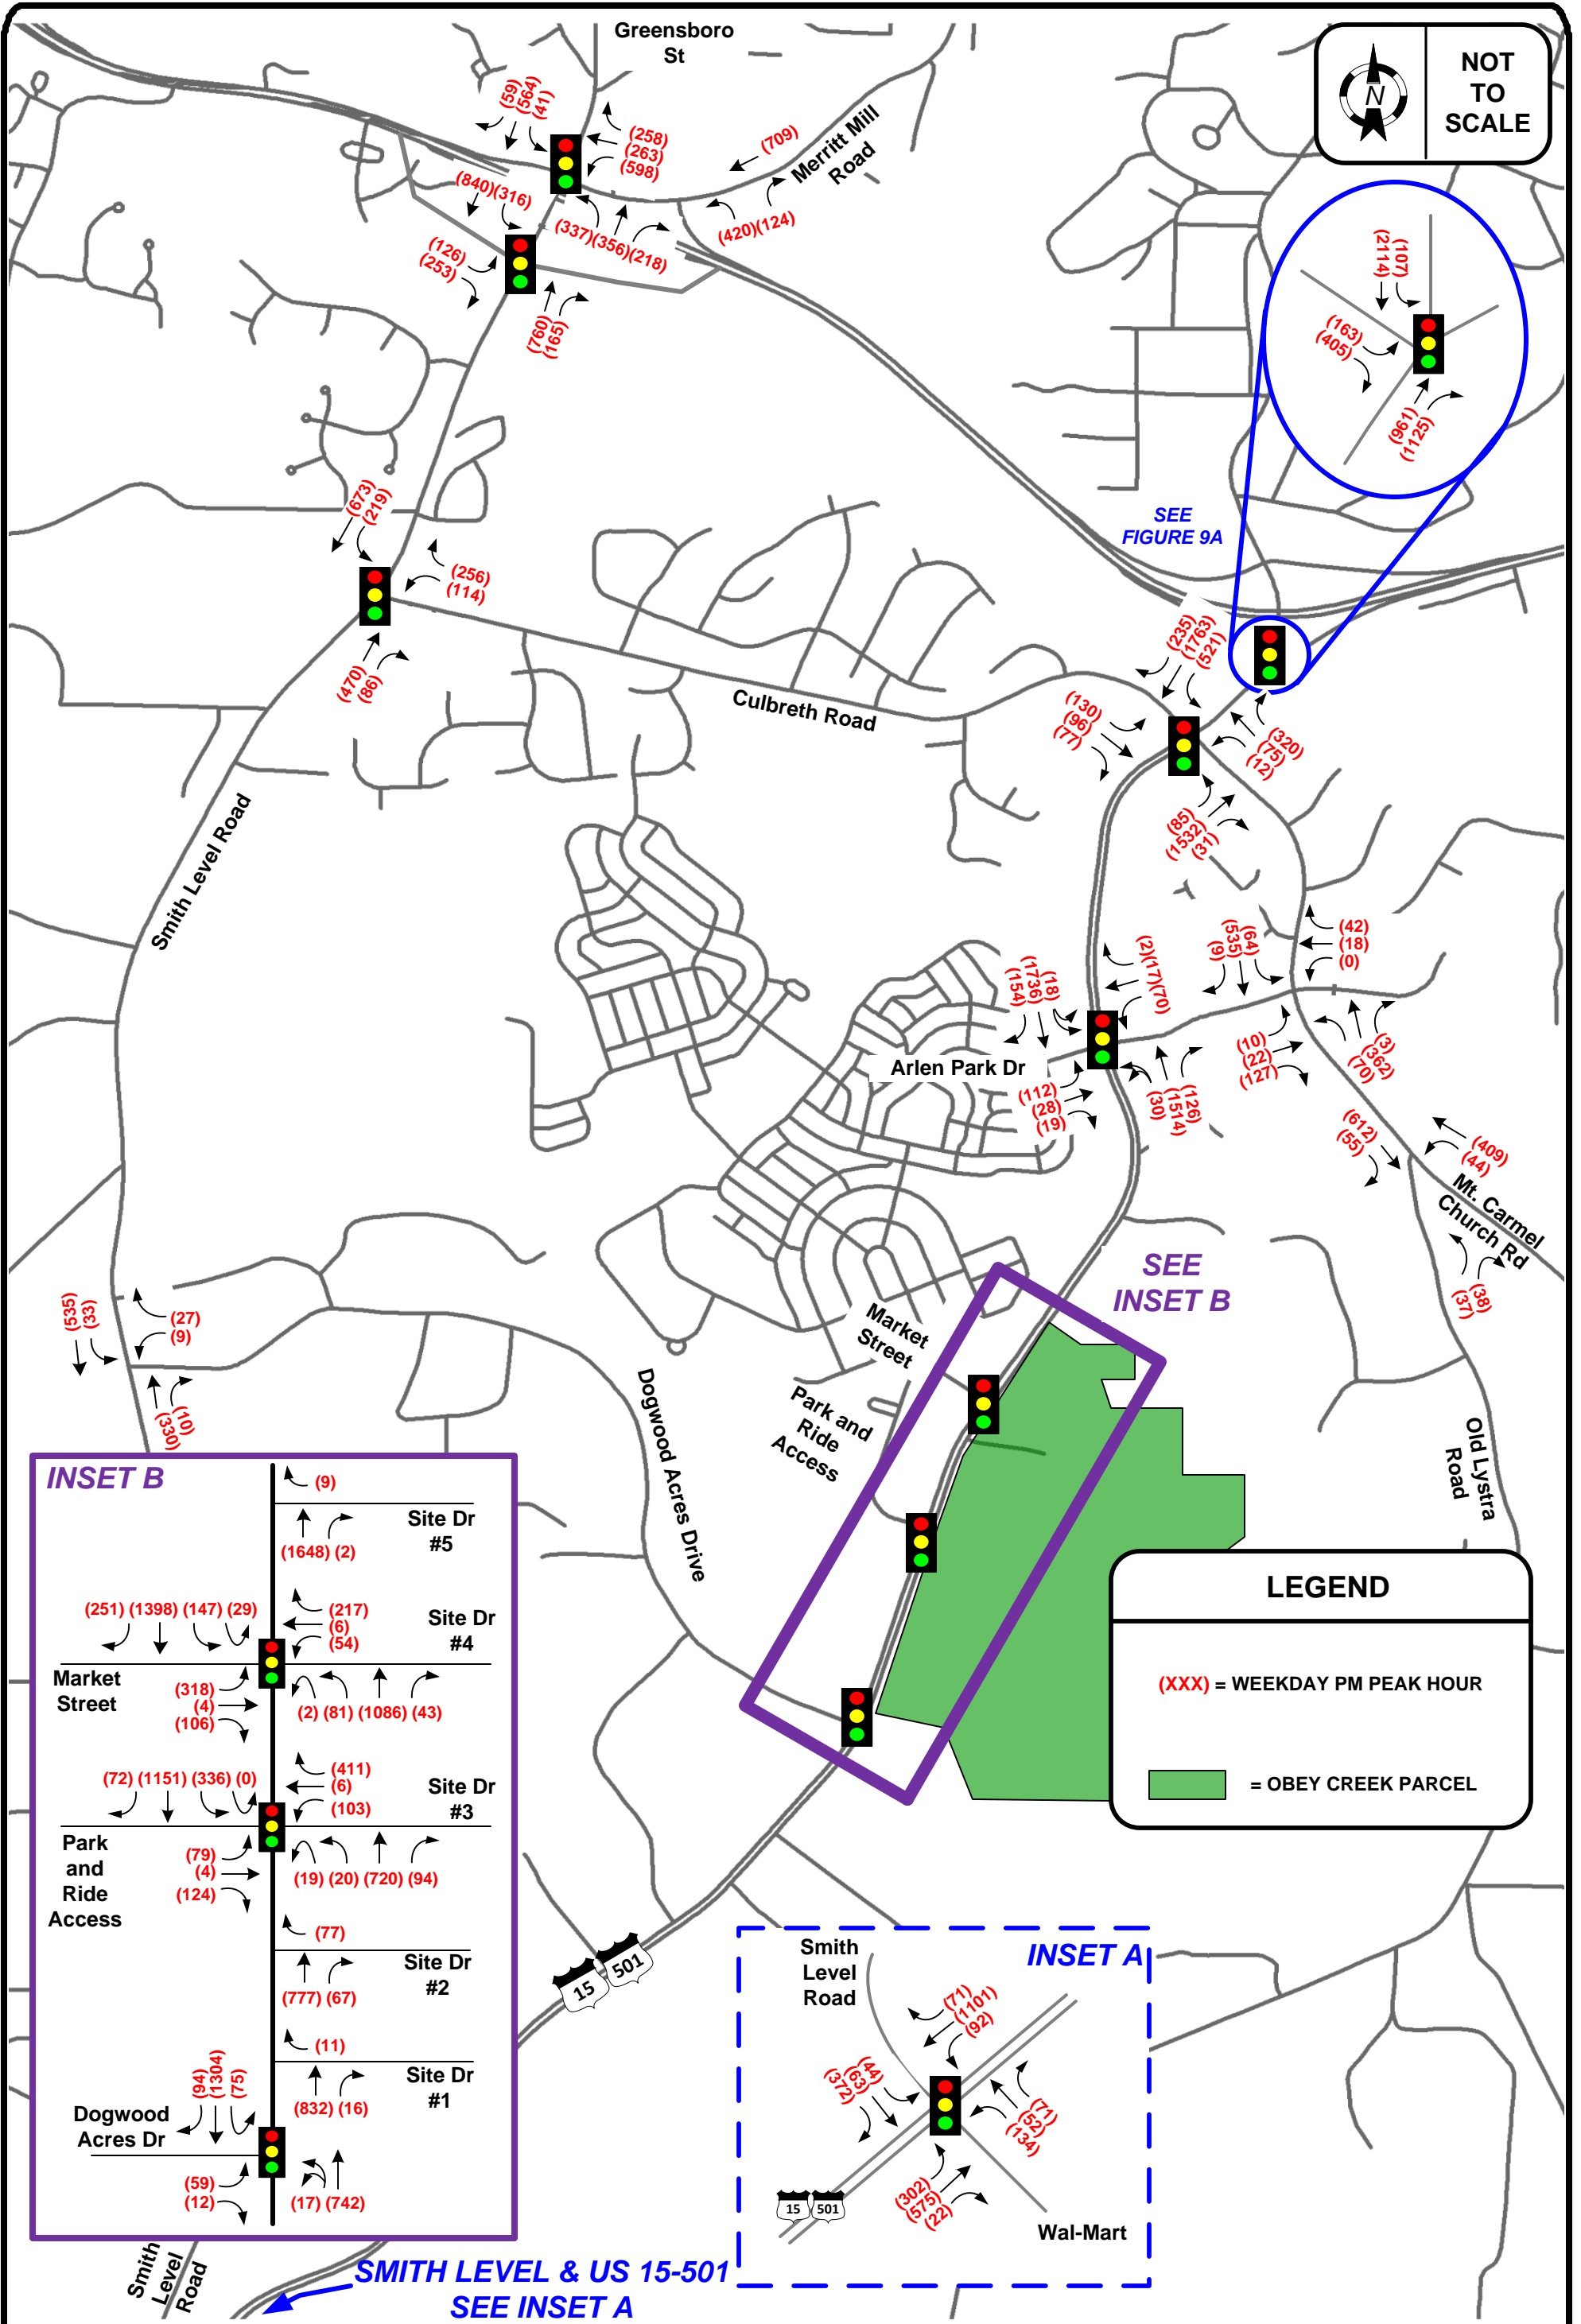 Greensboro
St
NOT
TO
SCALE
N
(59)
(564)
(41)
(258)
(263)
(598)
(709)
Merritt Mill
Road
(840)(316)
(337)(356)(218)
(420)(124)
(126)
(253)
(760)
(165)
(2114)
(107)
(163)
(405)
(961)
(1125)
(673)
(219)
(256)
(114)
(470)
(86)
SEE
FIGURE 9A
(235)
(1763)
(521)
Culbreth Road
(130)
(96)
(77)
(320)
(75)
(12)
(85)
(1532)
(31)
Smith Level Road
(42)
(18)
(0)
(9)
(535)
(64)
(2)(17)(70)
(154)
(1736)
(18)
Arlen Park Dr
(10)
(22)
(127)
(70)
(362)
(3)
(112)
(28)
(19)
(30)
(1514)
(126)
(612)
(55)
(409)
(44)
Mt. Carmel
Church Rd
(37)
(38)
SEE
INSET B
(535)
(33)
(27)
(9)
(330)
(10)
Market
Street
Park and
Ride
Access
Dogwood Acres Drive
Old Lystra
Road
INSET B
(9)
Site Dr
#5
(1648) (2)
(251) (1398) (147) (29)
(217)
(6)
(54)
Site Dr
#4
Market
Street
(318)
(4)
(106)
(2) (81) (1086) (43)
(72) (1151) (336) (0)
(411)
(6)
(103)
Site Dr
#3
Park
and
Ride
Access
(79)
(4)
(124)
(19) (20) (720) (94)
(77)
Site Dr
#2
(777) (67)
(11)
Site Dr
#1
(832) (16)
(94)
(1304)
(75)
Dogwood
Acres Dr
(59)
(12)
(17) (742)
LEGEND
(XXX) = WEEKDAY PM PEAK HOUR
= OBEY CREEK PARCEL
15
501
INSET A
Smith
Level
Road
(71)
(1101)
(92)
(44)
(63)
(372)
(71)
(52)
(134)
(302)
(575)
(22)
15
501
Wal-Mart
Smith
Level
Road
SMITH LEVEL & US 15-501
SEE INSET A